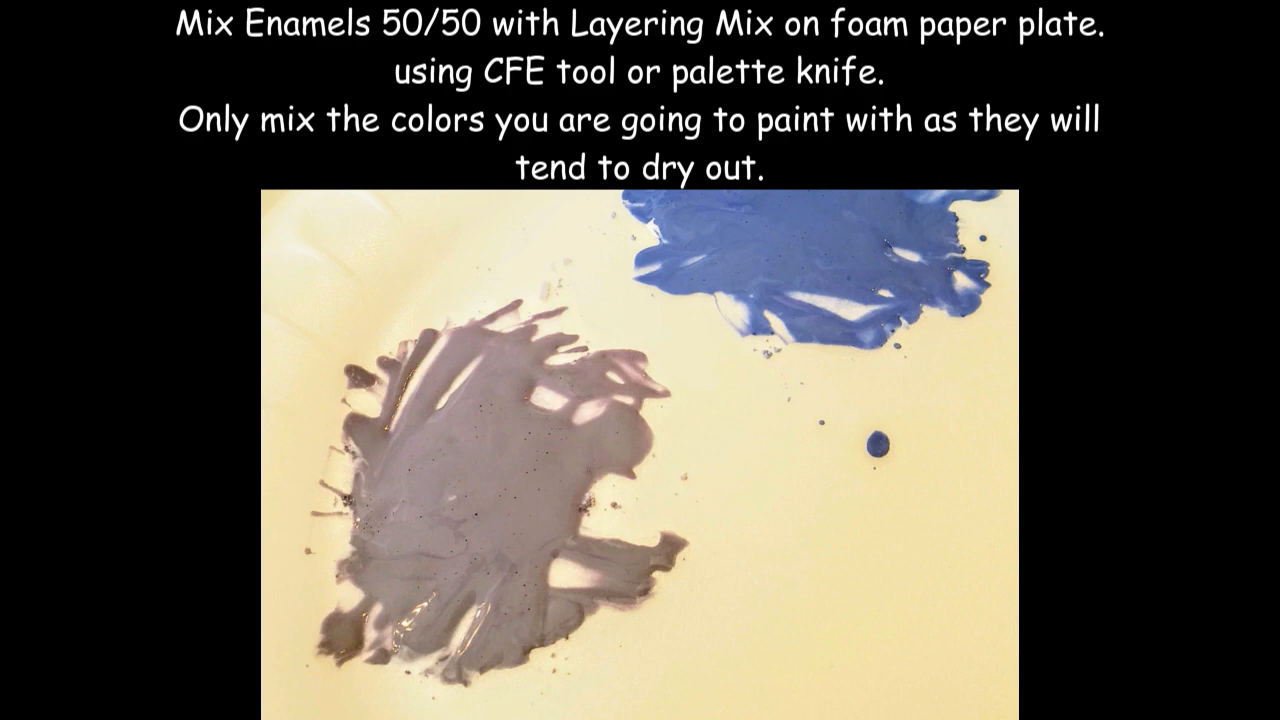 Mix Enamels 50/50 with Layering Mix on foam paper plate.
using CFE tool or palette knife.
Only mix the colors you are going to paint with as they will
tend to dry out.